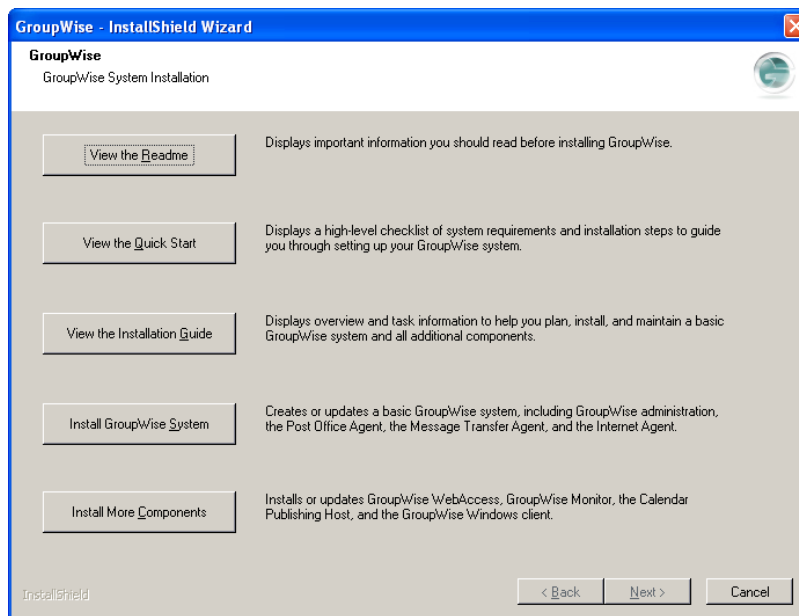 GroupWise - InstallShield Wizard
GroupWise
GroupWise System Installation
View the Readme
Displays important information you should read before installing GroupWise.
View the Quick Start
Displays a high-level checklist of system requirements and installation steps to guide
you through setting up your GroupWise system.
View the Installation Guide
Displays overview and task information to help you plan, install, and maintain a basic
GroupWise system and all additional components.
Install GroupWise System
Creates or updates a basic GroupWise system, including GroupWise administration,
the Post Office Agent, the Message Transfer Agent, and the Internet Agent.
Install More Components
Installs or updates GroupWise WebAccess, GroupWise Monitor, the Calendar
Publishing Host, and the GroupWise Windows client.
InstallShield
< Back
Next >
Cancel